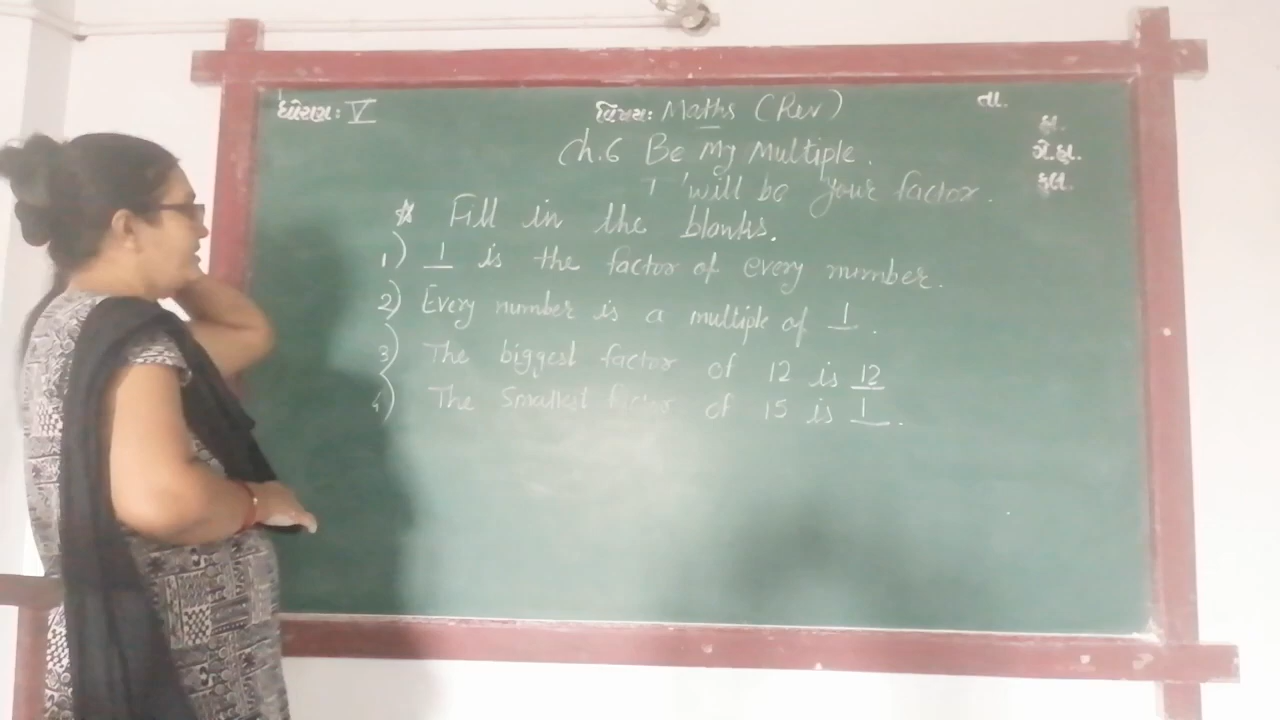 ધોરણ: V વિષય: Maths (Rev) તા.
Ch.6 Be My Multiple. હા.
I 'will be Your factor. ગે.હા.
કુલ.
☆ Fill in the blanks.
1) 1 is the factor of every number.
2) Every number is a multiple of 1.
3) The biggest factor of 12 is 12
4) The Smallest factor of 15 is 1.